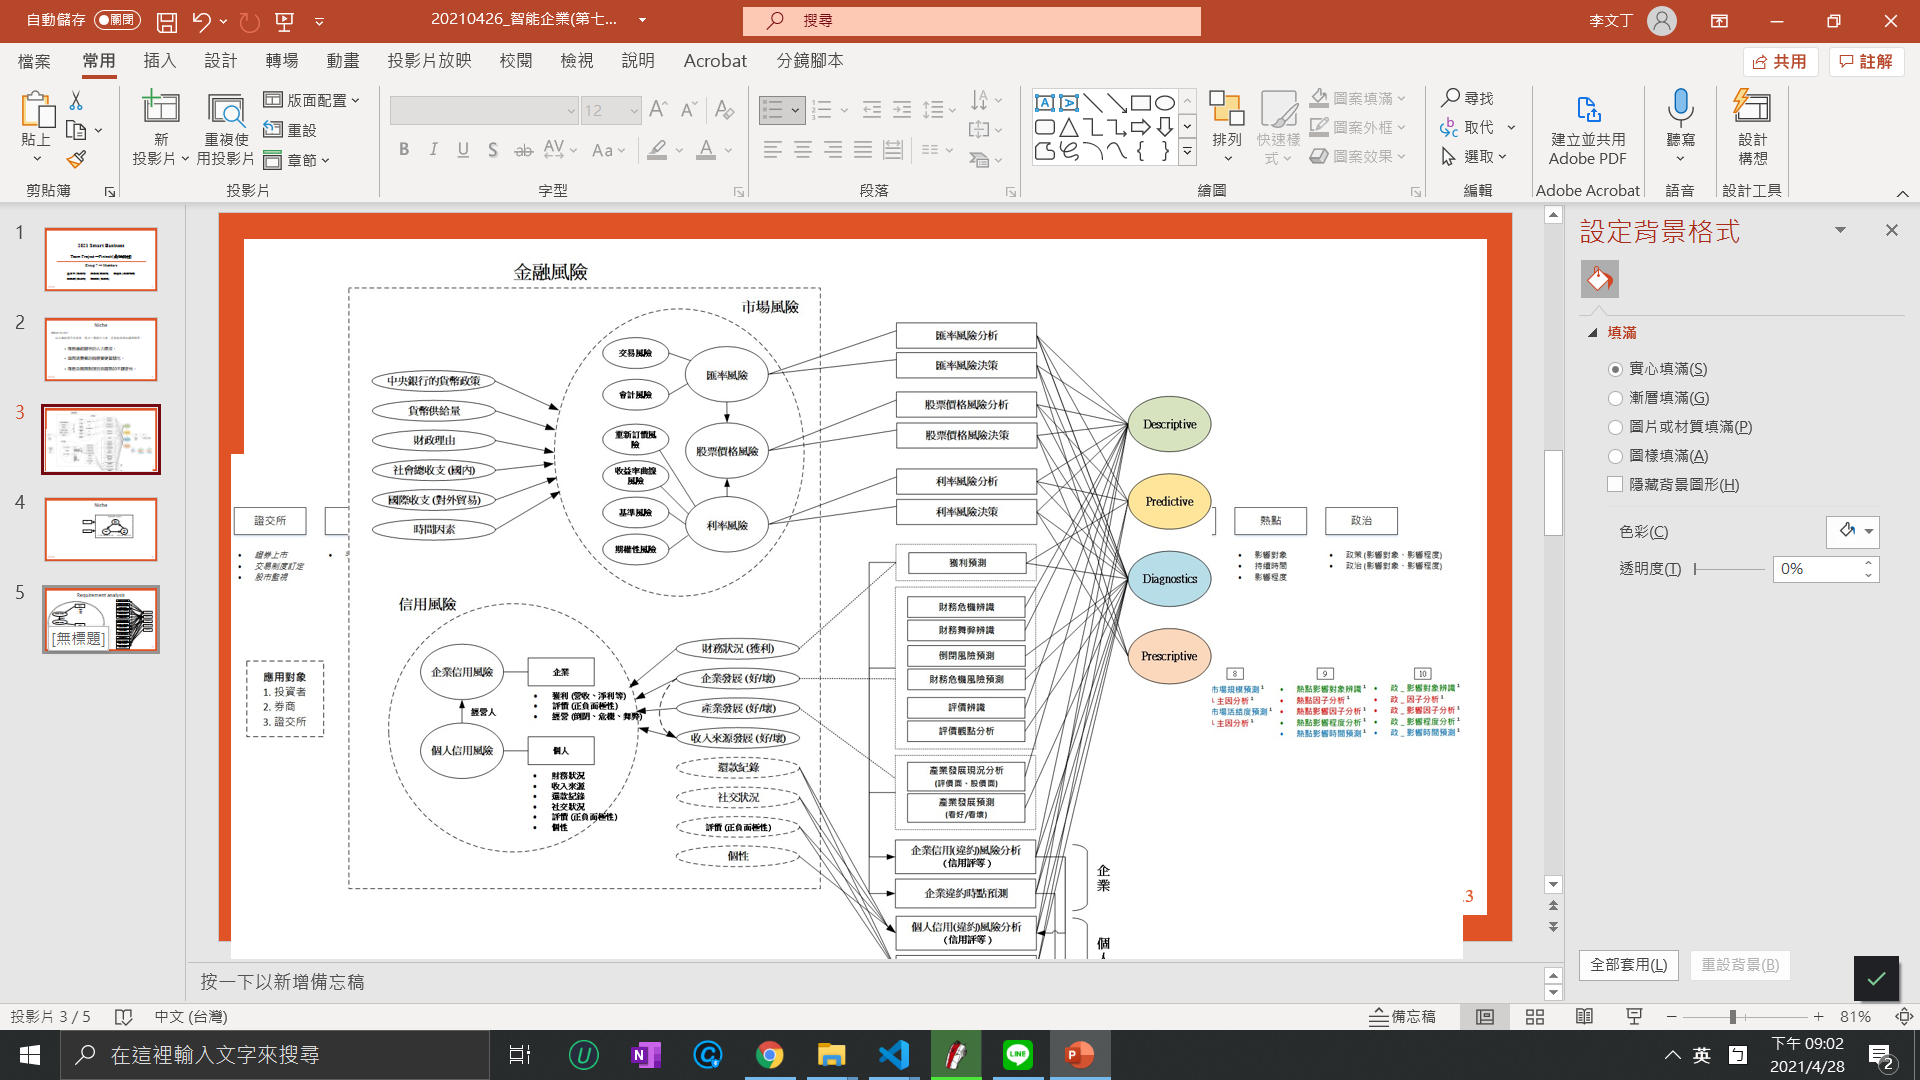 自動儲存 關閉
20210426_智能企業(第七...
搜尋
李文丁
檔案 常用 插入 設計 轉場 動畫 投影片放映 校閱 檢視 說明 Acrobat 分鏡腳本
共用 註解
貼上
剪貼簿
新
投影片
重複使
用投影片
版面配置
重設
章節
投影片
12
字型
段落
排列
快速樣
式
圖案填滿
圖案外框
圖案效果
繪圖
尋找
取代
選取
編輯
建立並共用
Adobe PDF
Adobe Acrobat
聽寫
語音
設計
構想
設計工具
1
2021 Smart Business
2
Niche
3
4
Niche
5
Requirement analysis
[無標題]
金融風險
市場風險
中央銀行的貨幣政策
貨幣供給量
財政理由
社會總收支 (國內)
國際收支 (對外貿易)
時間因素
交易風險
會計風險
重新訂價風
險
收益率曲線
風險
基準風險
期權性風險
匯率風險
股票價格風險
利率風險
匯率風險分析
匯率風險決策
股票價格風險分析
股票價格風險決策
利率風險分析
利率風險決策
獲利預測
財務危機辨識
財務舞弊辨識
倒閉風險預測
財務危機風險預測
評價辨識
評價觀點分析
產業發展現況分析
(評價面、股價面)
產業發展預測
(看好/看壞)
企業信用(違約)風險分析
(信用評等)
企業違約時點預測
個人信用(違約)風險分析
(信用評等)
企
業
個
Descriptive
Predictive
Diagnostics
Prescriptive
證交所
• 證券上市
• 交易制度訂定
• 股市監視
應用對象
1. 投資者
2. 券商
3. 證交所
信用風險
企業信用風險
經營人
個人信用風險
企業
• 獲利 (營收、淨利等)
• 評價 (正負面極性)
• 經營 (倒閉、危機、舞弊)
個人
• 財務狀況
• 收入來源
• 還款紀錄
• 社交狀況
• 評價 (正負面極性)
• 個性
財務狀況 (獲利)
企業發展 (好/壞)
產業發展 (好/壞)
收入來源發展 (好/壞)
還款紀錄
社交狀況
評價 (正負面極性)
個性
熱點
• 影響對象
• 持續時間
• 影響程度
政治
• 政策 (影響對象、影響程度)
• 政治 (影響對象、影響程度)
8
市場規模預測 1
主因分析 1
市場活絡度預測 1
主因分析 1
9
• 熱點影響對象辨識 1
• 熱點因子分析 1
• 熱點影響因子分析 1
• 熱點影響程度分析 1
• 熱點影響時間預測 1
10
• 政 _ 影響對象辨識 1
• 政 _ 因子分析 1
• 政 _ 影響因子分析 1
• 政 _ 影響程度分析 1
• 政 _ 影響時間預測 1
設定背景格式
填滿
實心填滿(S)
漸層填滿(G)
圖片或材質填滿(P)
圖樣填滿(A)
隱藏背景圖形(H)
色彩(C)
透明度(T) 0%
全部套用(L) 重設背景(B)
按一下以新增備忘稿
投影片 3 / 5 中文 (台灣)
備忘稿 81%
在這裡輸入文字來搜尋
英
下午 09:02
2021/4/28
2